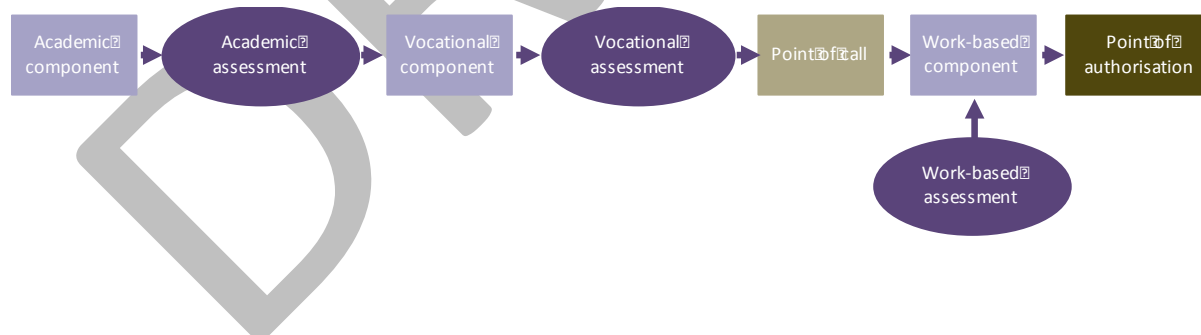 Academic
component
Academic
assessment
Vocational
component
Vocational
assessment
Point of call
Work-based
component
Point of
authorisation
Work-based
assessment